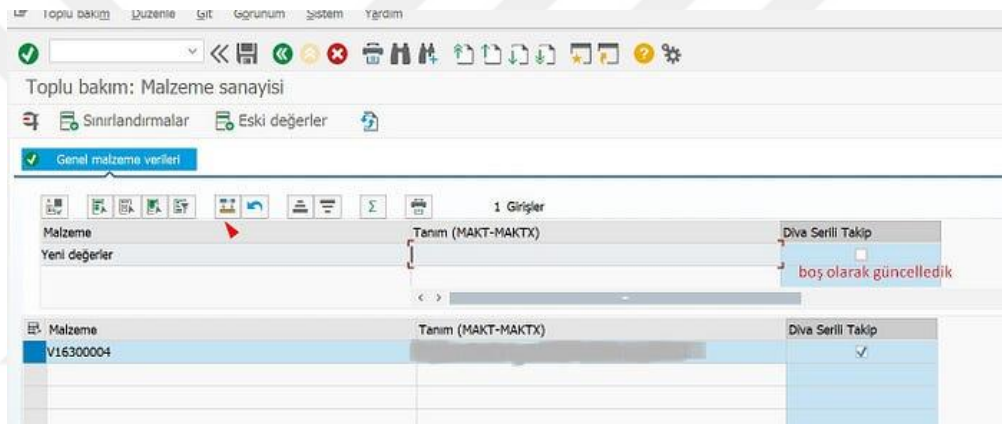 Toplu bakım Düzenle Git Görünüm Sistem Yardım
Toplu bakım: Malzeme sanayisi
Sınırlandırmalar Eski değerler
Genel malzeme verileri
1 Girişler
Malzeme Tanım (MAKT-MAKTX) Diva Serili Takip
Yeni değerler
boş olarak güncelledik
Malzeme Tanım (MAKT-MAKTX) Diva Serili Takip
V16300004